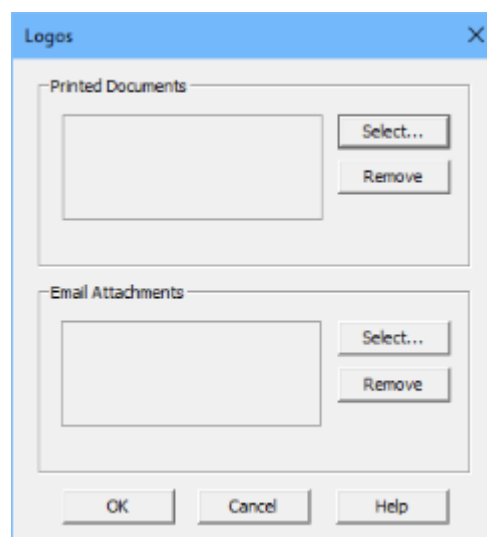 Logos
Printed Documents
Select...
Remove
Email Attachments
Select...
Remove
OK Cancel Help